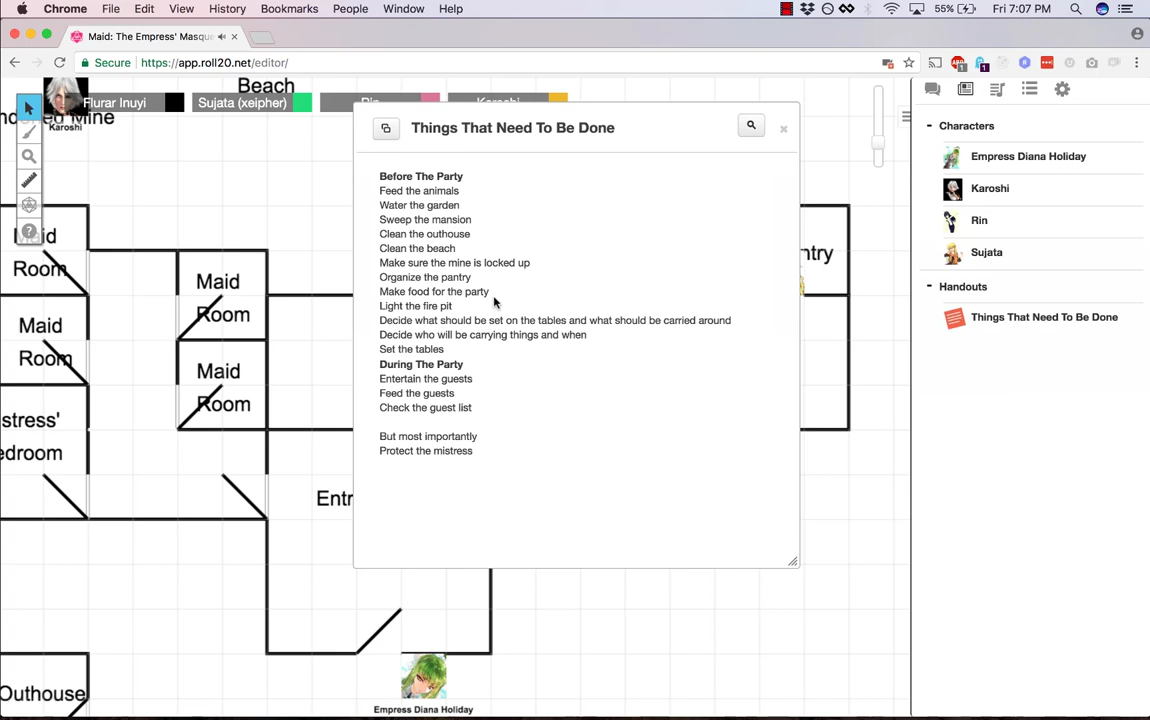 Chrome File Edit View History Bookmarks People Window Help 55% Fri 7:07 PM
Maid: The Empress' Masque
Secure https://app.roll20.net/editor/
Beach
Flurar Inuyi Sujata (xeipher) Rin Karoshi
Karoshi
Mine
Maid
Room
Maid
Room
Maid
Room
Maid
Room
Entr
Outhouse
Empress Diana Holiday
Things That Need To Be Done
Before The Party
Feed the animals
Water the garden
Sweep the mansion
Clean the outhouse
Clean the beach
Make sure the mine is locked up
Organize the pantry
Make food for the party
Light the fire pit
Decide what should be set on the tables and what should be carried around
Decide who will be carrying things and when
Set the tables
During The Party
Entertain the guests
Feed the guests
Check the guest list
But most importantly
Protect the mistress
ntry
Characters
Empress Diana Holiday
Karoshi
Rin
Sujata
Handouts
Things That Need To Be Done